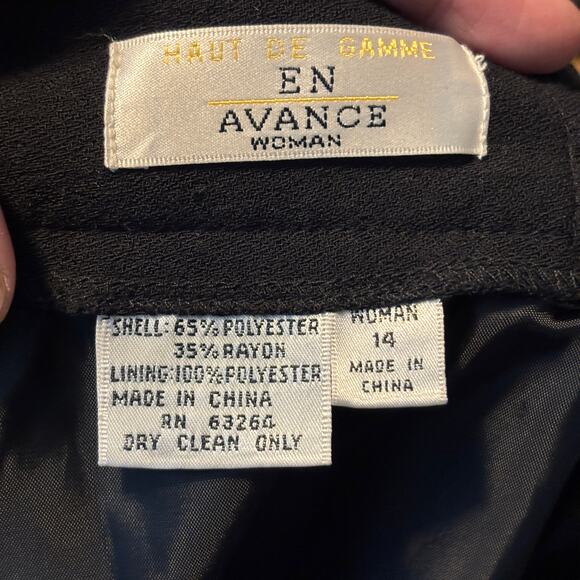 HAUT DE GAMME
EN
AVANCE
WOMAN
SHELL: 65% POLYESTER
35% RAYON
LINING: 100% POLYESTER
MADE IN CHINA
RN 63264
DRY CLEAN ONLY
WOMAN
14
MADE IN
CHINA